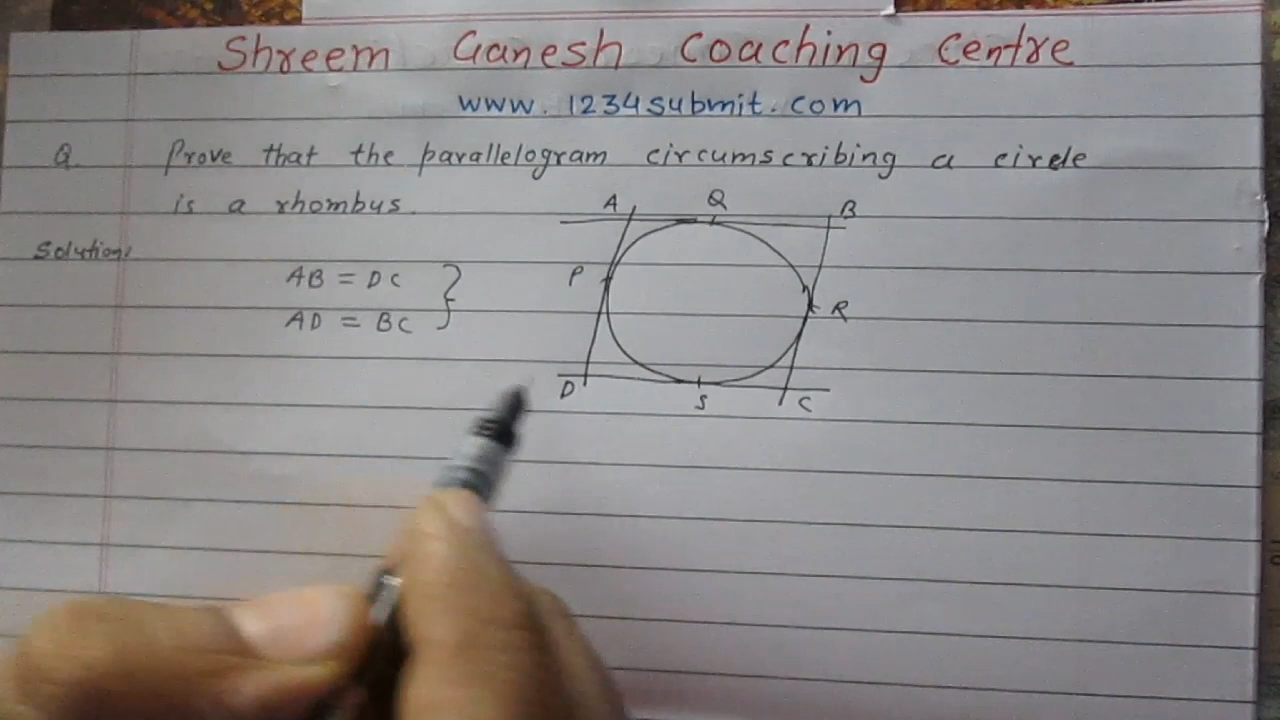 Shreem Ganesh Coaching Centre
www.1234submit.com
Q. Prove that the parallelogram circumscribing a circle
is a rhombus.
A Q B
Solution:
AB = DC
P
AD = BC
R
D S C